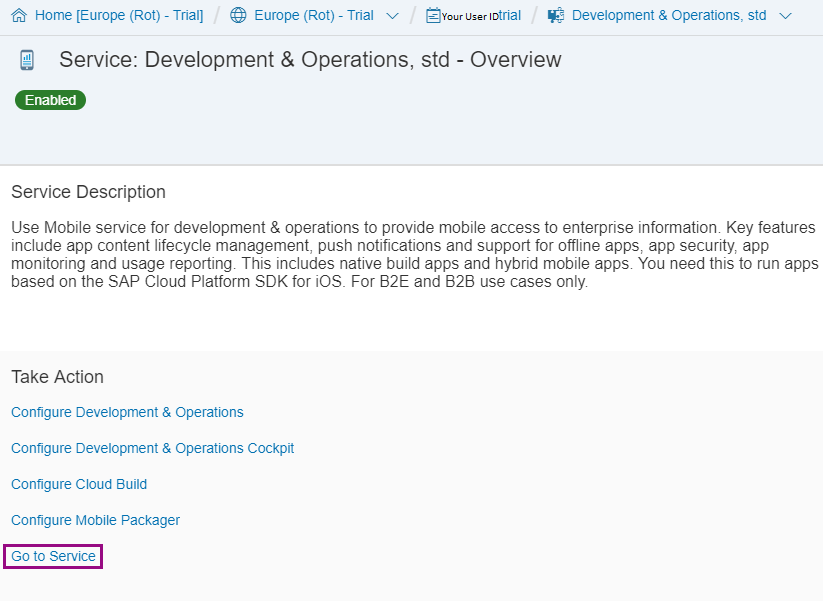 Home [Europe (Rot) - Trial] / Europe (Rot) - Trial / Your User IDtrial / Development & Operations, std
Service: Development & Operations, std - Overview
Enabled
Service Description
Use Mobile service for development & operations to provide mobile access to enterprise information. Key features
include app content lifecycle management, push notifications and support for offline apps, app security, app
monitoring and usage reporting. This includes native build apps and hybrid mobile apps. You need this to run apps
based on the SAP Cloud Platform SDK for iOS. For B2E and B2B use cases only.
Take Action
Configure Development & Operations
Configure Development & Operations Cockpit
Configure Cloud Build
Configure Mobile Packager
Go to Service